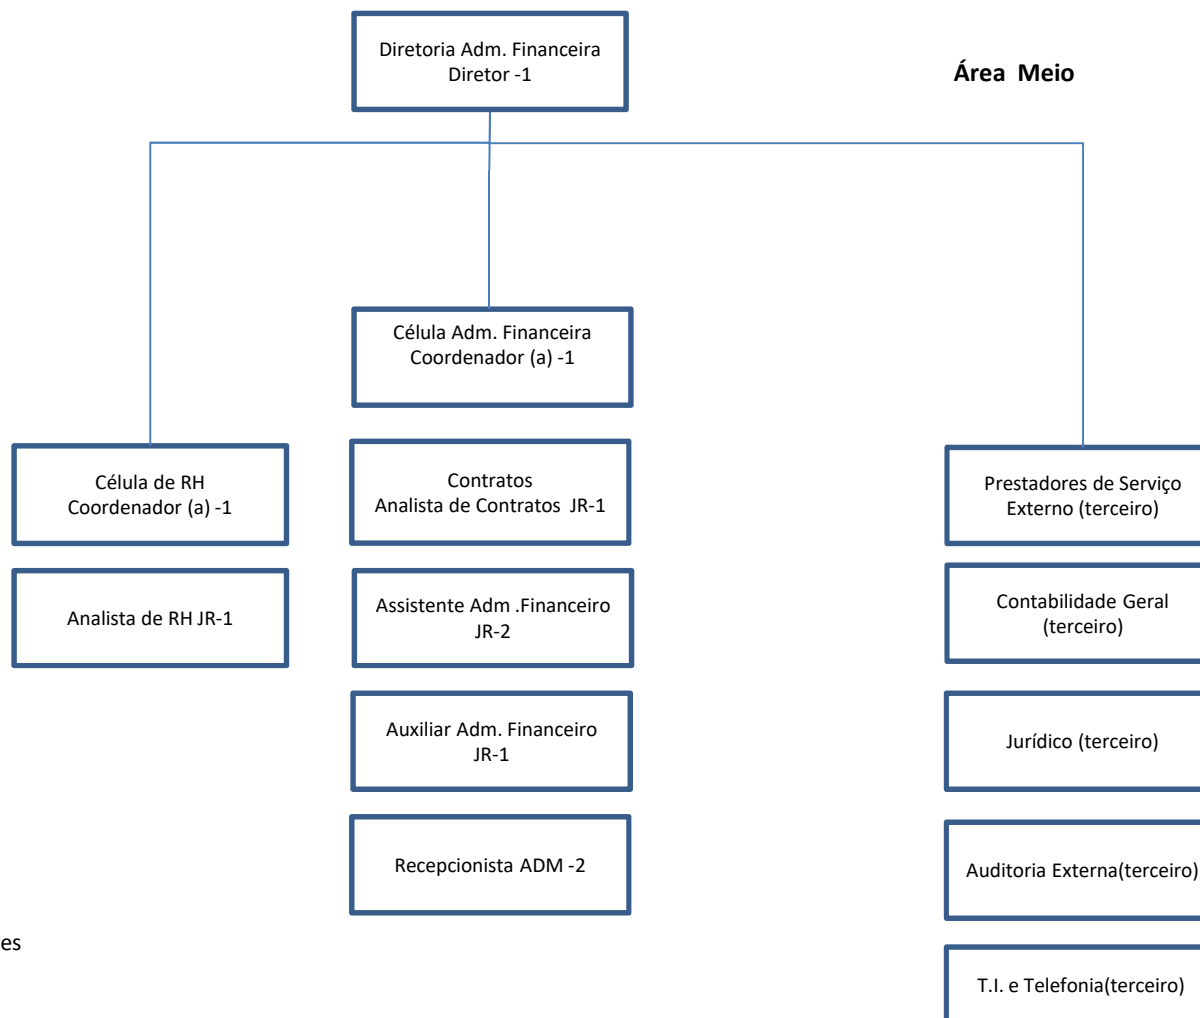 Diretoria Adm. Financeira
Diretor -1
Área Meio
Célula Adm. Financeira
Coordenador (a) -1
Célula de RH
Coordenador (a) -1
Analista de RH JR-1
Contratos
Analista de Contratos JR-1
Assistente Adm .Financeiro
JR-2
Auxiliar Adm. Financeiro
JR-1
Recepcionista ADM -2
Prestadores de Serviço
Externo (terceiro)
Contabilidade Geral
(terceiro)
Jurídico (terceiro)
Auditoria Externa(terceiro)
T.I. e Telefonia(terceiro)